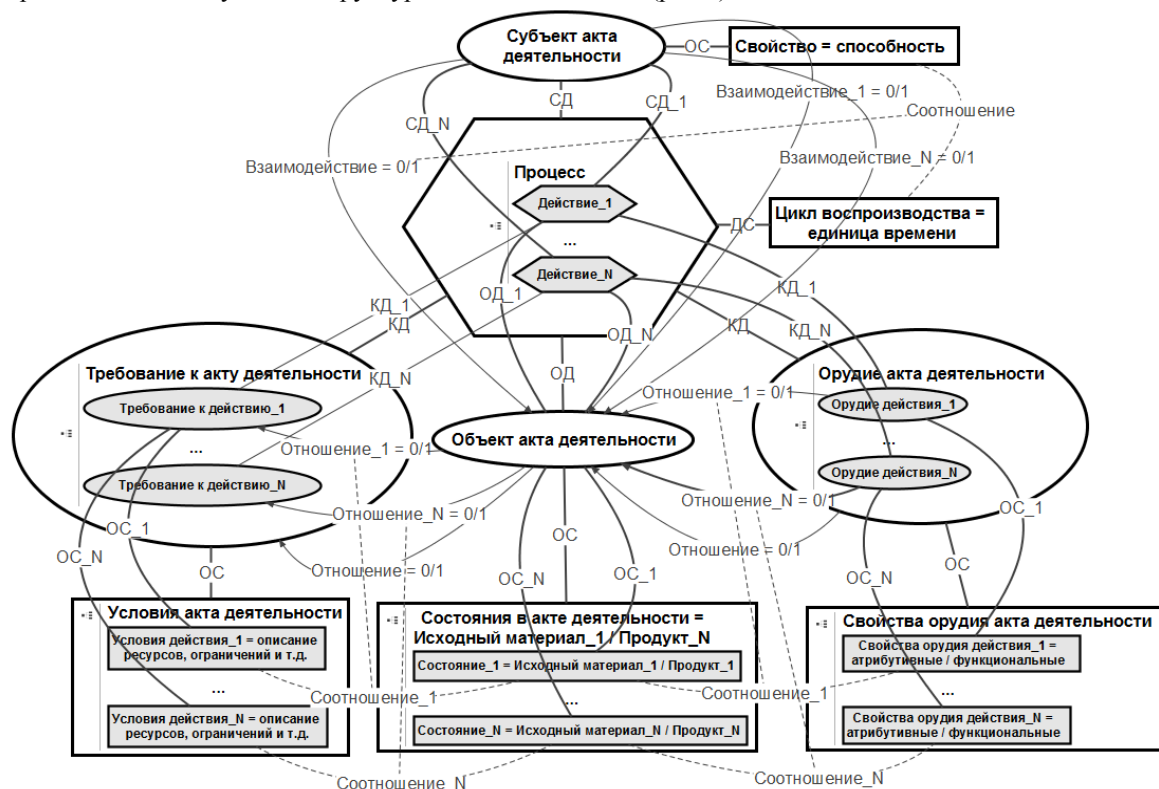 Субъект акта
деятельности
ОС
Свойство = способность
Взаимодействие_1 = 0/1
СД
СД_1
СД_N
Соотношение
Взаимодействие = 0/1
Взаимодействие_N = 0/1
Процесс
Действие_1
...
Действие_N
ДС
Цикл воспроизводства =
единица времени
ОД_1
КД_1
КД_1
КД
КД
КД_N
ОД_N
КД_N
ОД
Требование к акту деятельности
Требование к действию_1
...
Требование к действию_N
Объект акта деятельности
Орудие акта деятельности
Орудие действия_1
...
Орудие действия_N
Отношение_1 = 0/1
Отношение_1 = 0/1
Отношение_N = 0/1
Отношение_N = 0/1
Отношение = 0/1
Отношение = 0/1
ОС_1
ОС_N
ОС
ОС
ОС_N
ОС_1
ОС_1
ОС_N
ОС
Условия акта деятельности
Условия действия_1 = описание
ресурсов, ограничений и т.д.
...
Условия действия_N = описание
ресурсов, ограничений и т.д.
Состояния в акте деятельности =
Исходный материал_1 / Продукт_N
Состояние_1 = Исходный материал_1 / Продукт_1
...
Состояние_N = Исходный материал_N / Продукт_N
Свойства орудия акта деятельности
Свойства орудия действия_1 =
атрибутивные / функциональные
...
Свойства орудия действия_N =
атрибутивные / функциональные
Соотношение_1
Соотношение_1
Соотношение_N
Соотношение_N